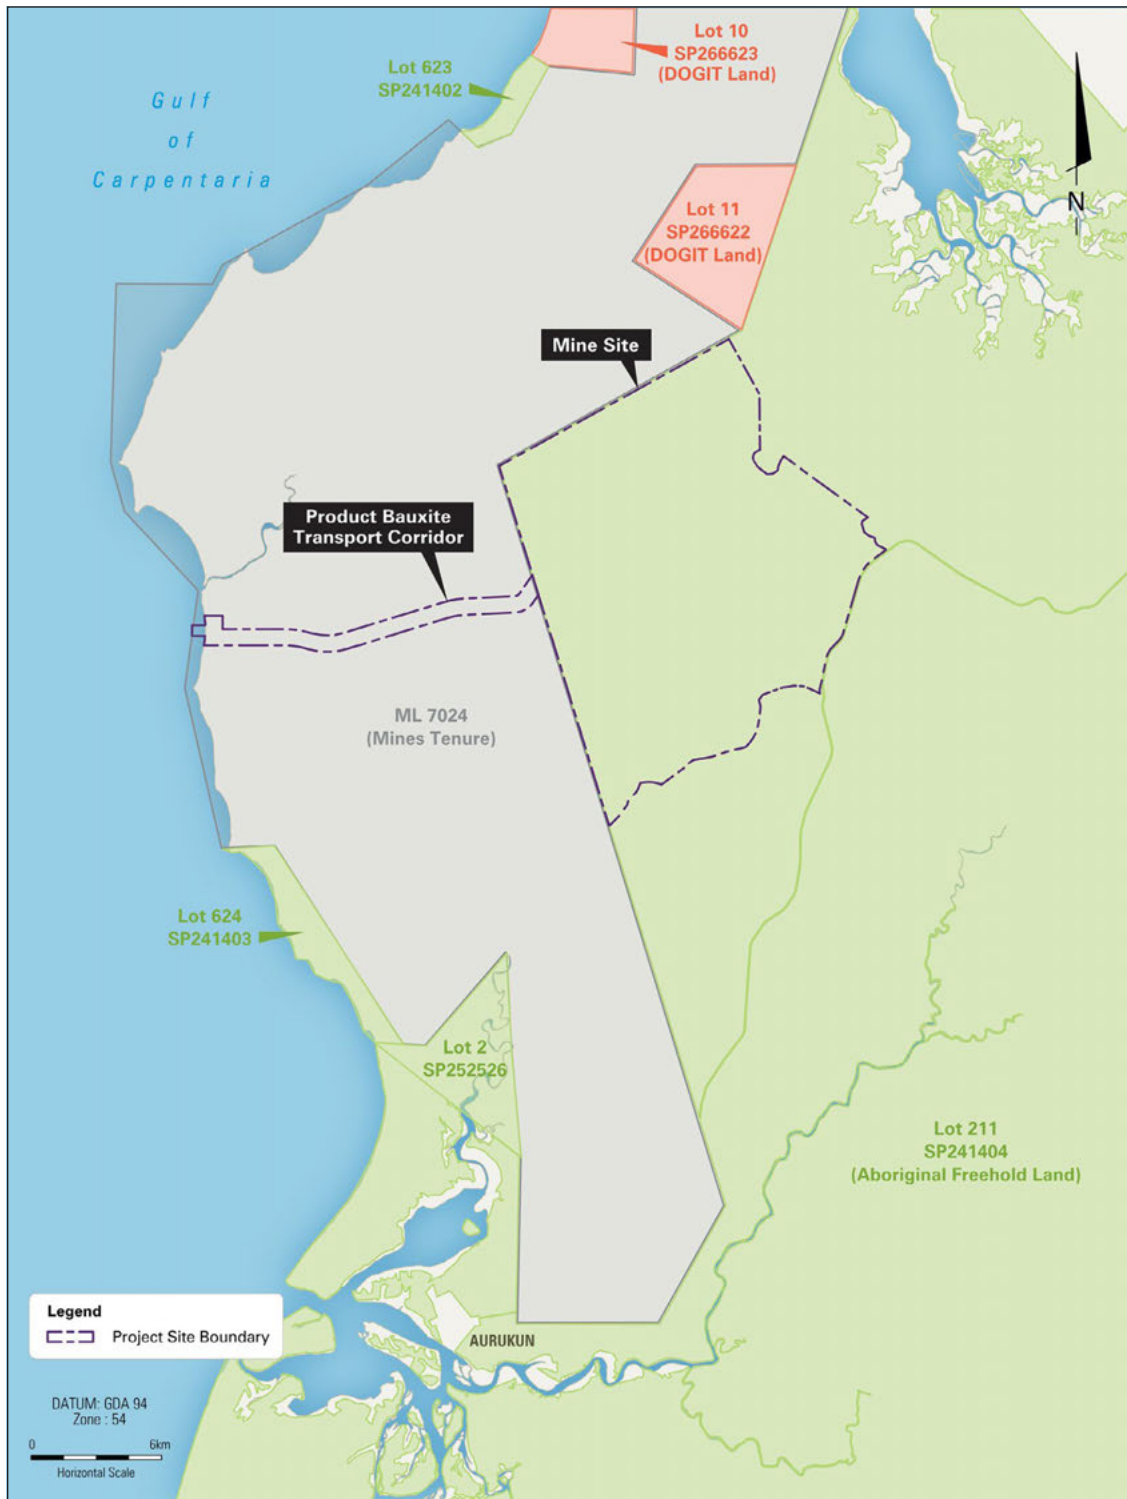 Lot 10
SP266623
(DOGIT Land)
Lot 623
SP241402
Gulf
of
Carpentaria
N
Lot 11
SP266622
(DOGIT Land)
Mine Site
Product Bauxite
Transport Corridor
ML 7024
(Mines Tenure)
Lot 624
SP241403
Lot 2
SP252526
Lot 211
SP241404
(Aboriginal Freehold Land)
Legend
Project Site Boundary
AURUKUN
DATUM: GDA 94
Zone : 54
0 6km
Horizontal Scale